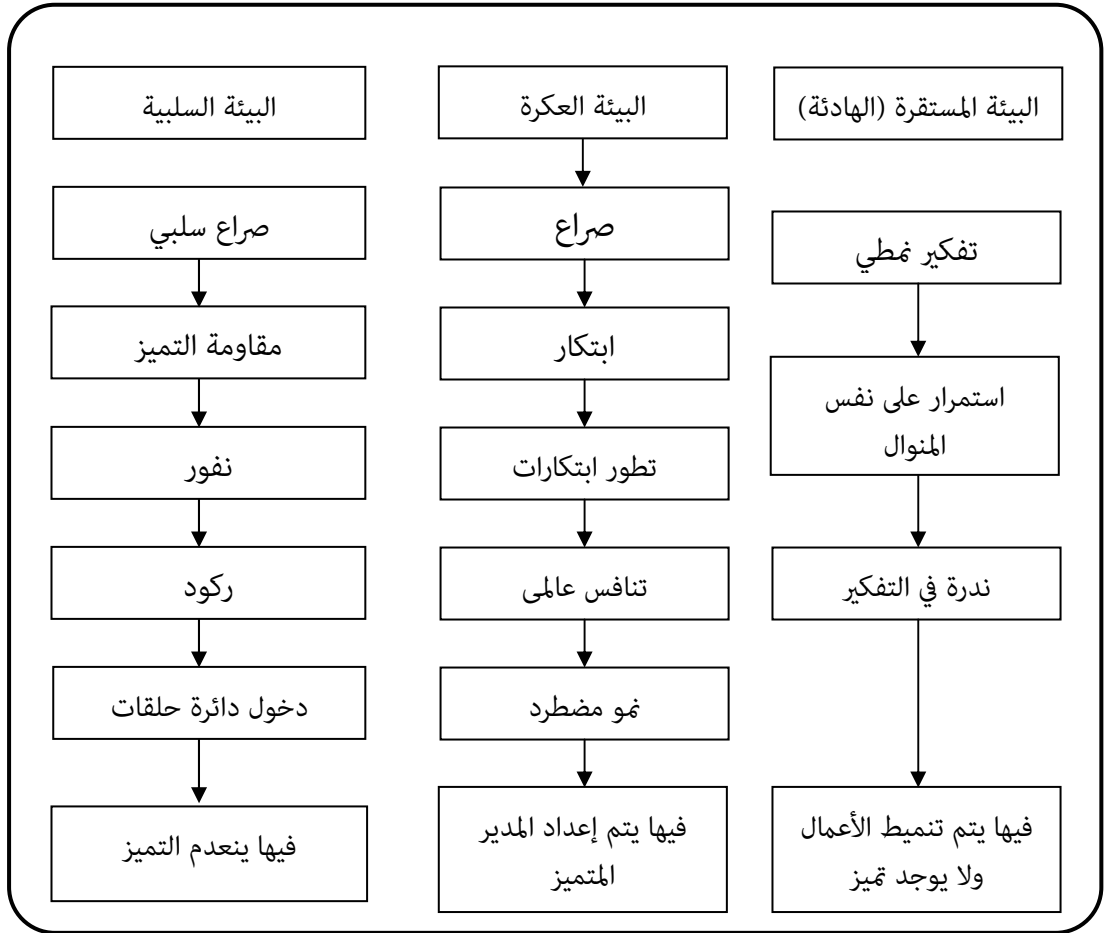 البيئة المستقرة (الهادئة)
تفكير نمطي
استمرار على نفس
المنوال
ندرة في التفكير
فيها يتم تنميط الأعمال
ولا يوجد تميز
البيئة العكرة
صراع
ابتكار
تطور ابتكارات
تنافس عالمى
نمو مضطرد
فيها يتم إعداد المدير
المتميز
البيئة السلبية
صراع سلبي
مقاومة التميز
نفور
ركود
دخول دائرة حلقات
فيها ينعدم التميز